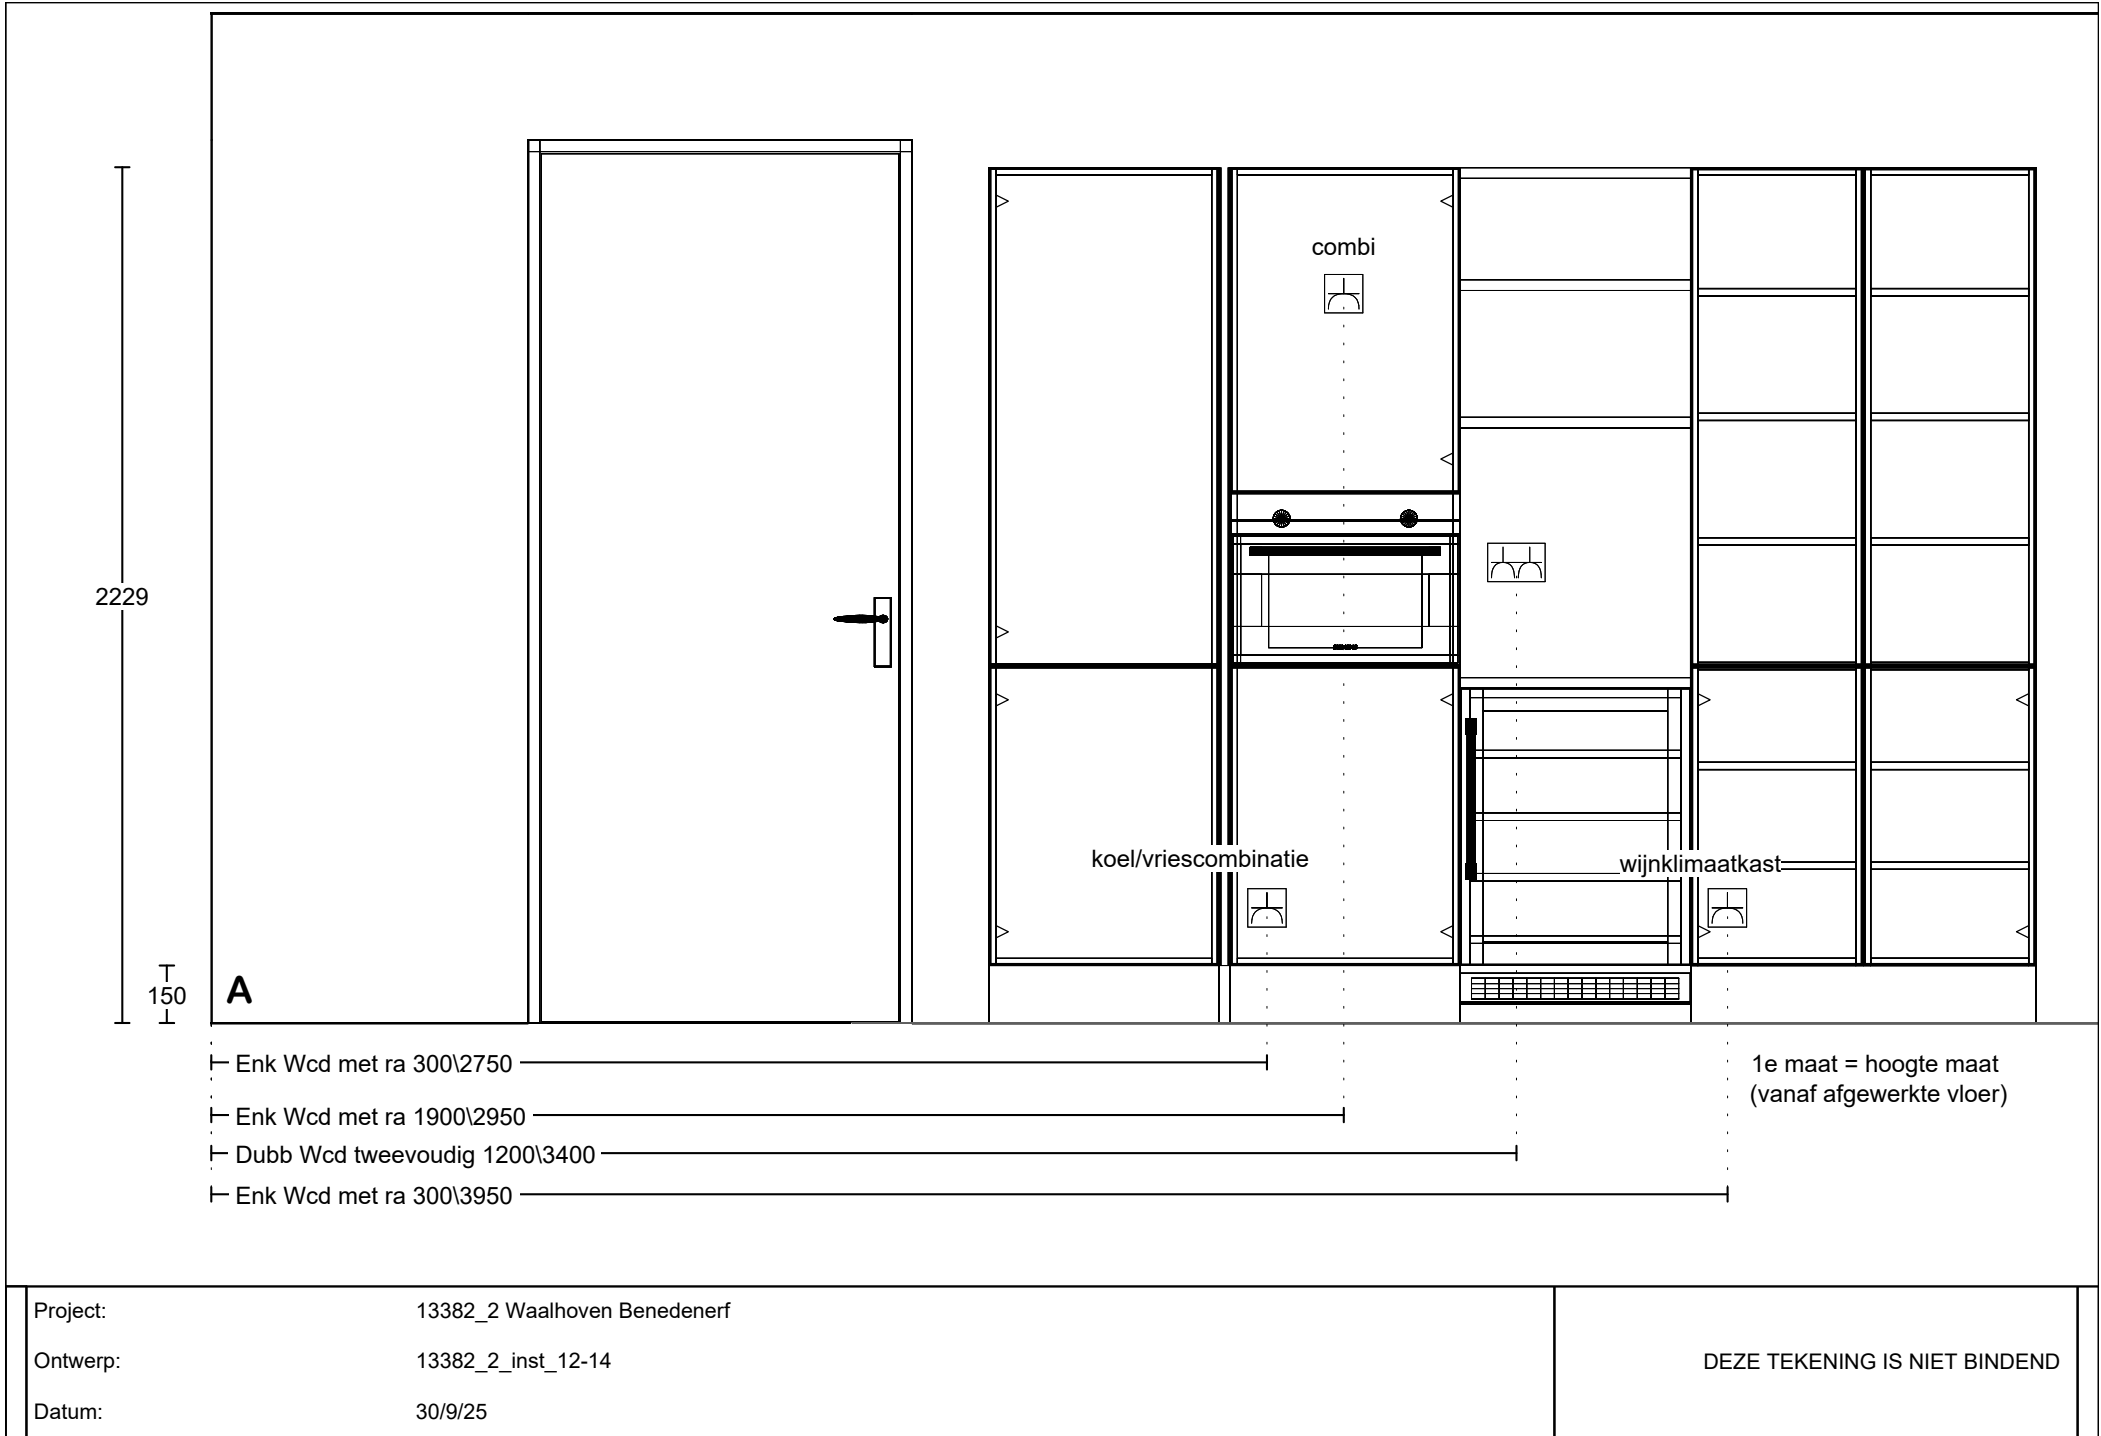 combi
2229
koel/vriescombinatie
wijnklimaatkast
150
A
Enk Wcd met ra 300\2750
1e maat = hoogte maat
(vanaf afgewerkte vloer)
Enk Wcd met ra 1900\2950
Dubb Wcd tweevoudig 1200\3400
Enk Wcd met ra 300\3950
Project: 13382_2 Waalhoven Benedenerf
Ontwerp: 13382_2_inst_12-14
DEZE TEKENING IS NIET BINDEND
Datum: 30/9/25